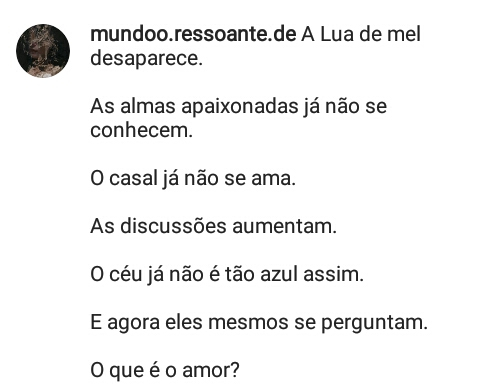 mundoo.ressoante.de A Lua de mel
desaparece.
As almas apaixonadas já não se
conhecem.
O casal já não se ama.
As discussões aumentam.
O céu já não é tão azul assim.
E agora eles mesmos se perguntam.
O que é o amor?